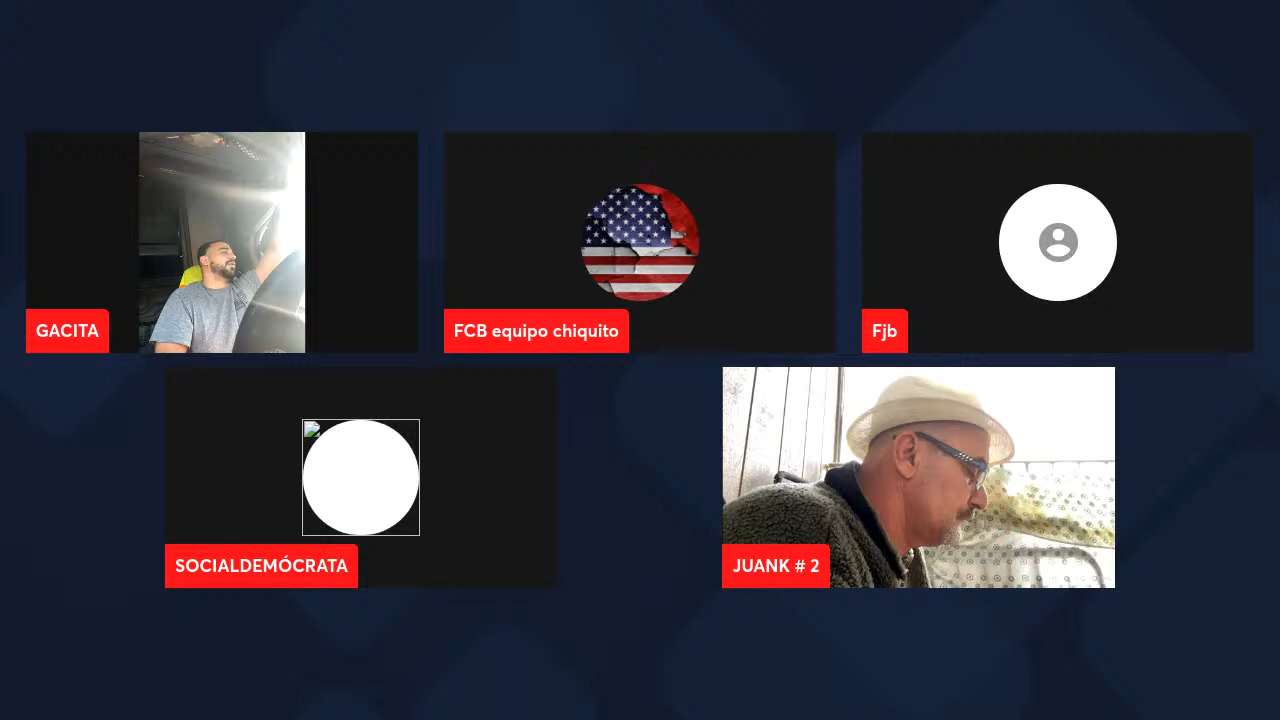 GACITA
FCB equipo chiquito
Fjb
SOCIALDEMÓCRATA
JUANK # 2